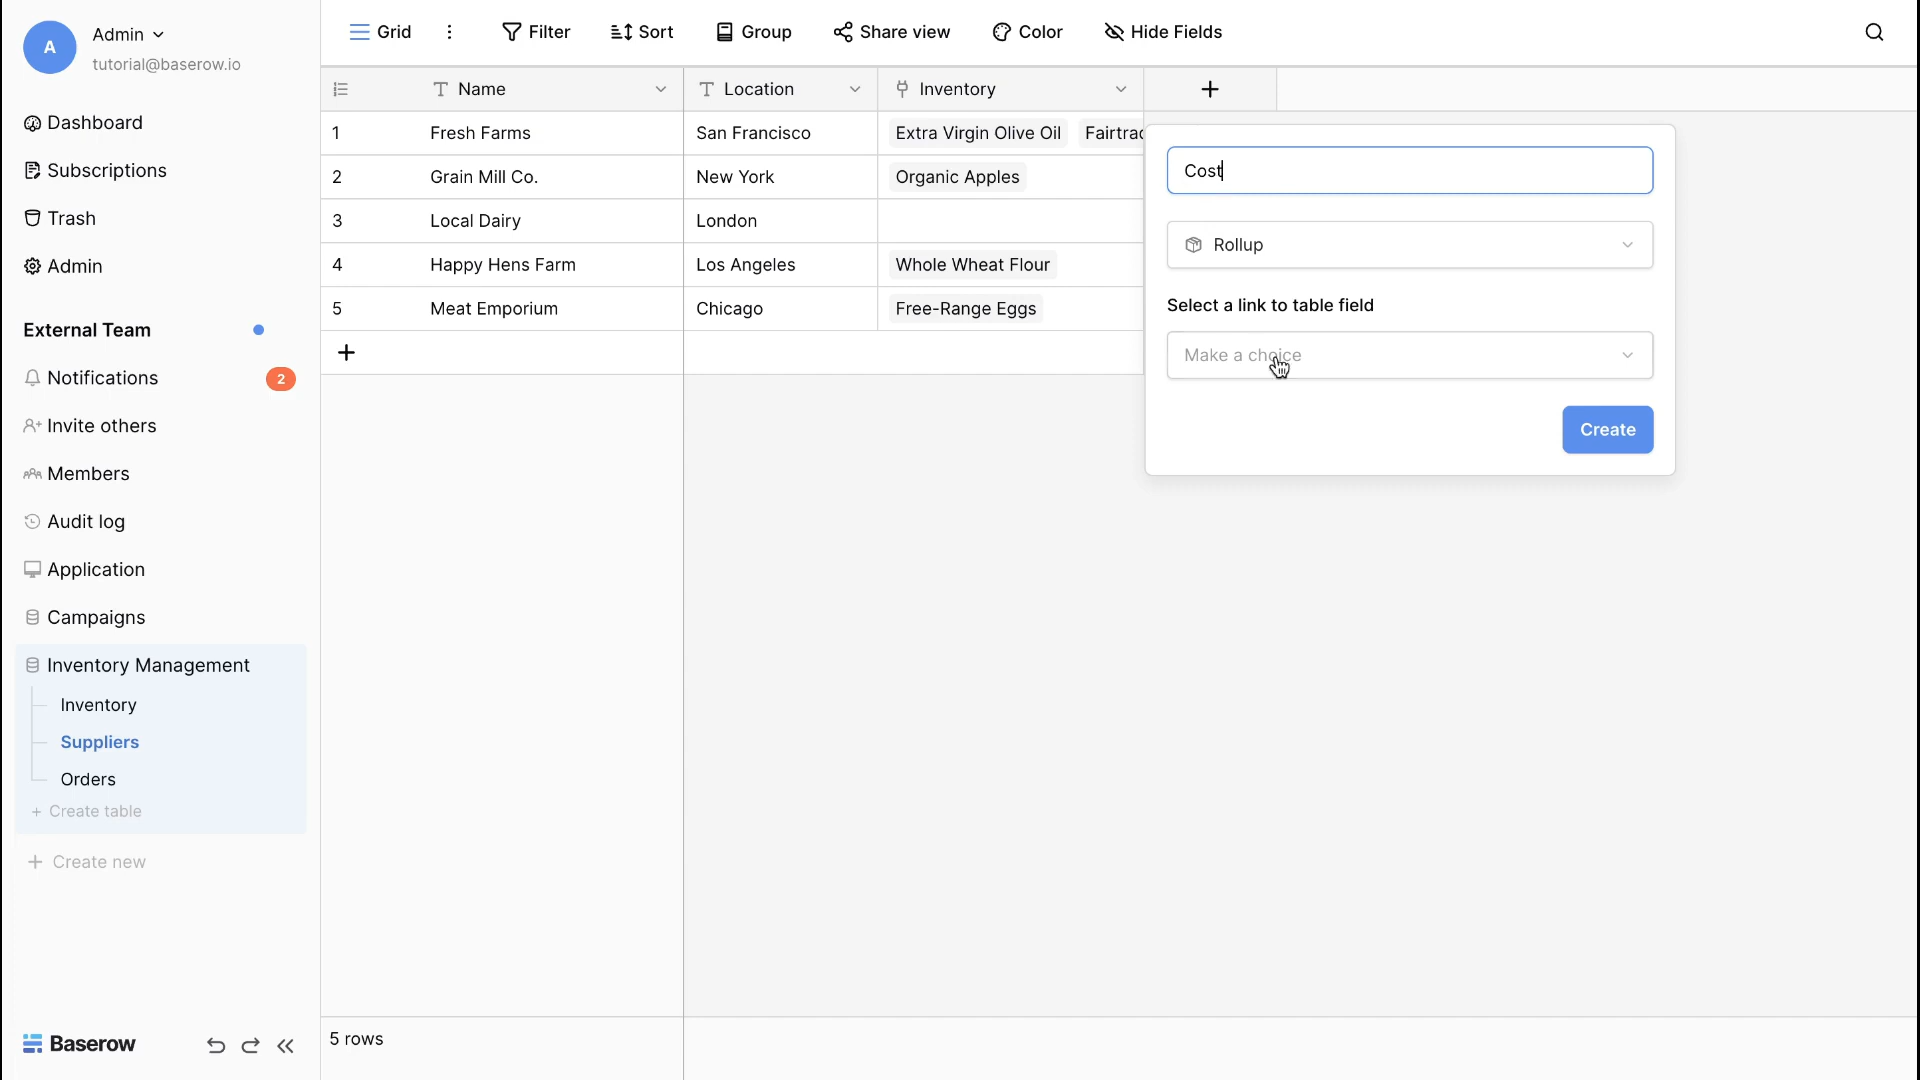 A
Admin
tutorial@baserow.io
Dashboard
Subscriptions
Trash
Admin
External Team
Notifications
2
Invite others
Members
Audit log
Application
Campaigns
Inventory Management
Inventory
Suppliers
Orders
+ Create table
+ Create new
Baserow
Grid
Filter
Sort
Group
Share view
Color
Hide Fields
Name
Location
Inventory
+
1
Fresh Farms
San Francisco
Extra Virgin Olive Oil
Fairtrac
2
Grain Mill Co.
New York
Organic Apples
3
Local Dairy
London
4
Happy Hens Farm
Los Angeles
Whole Wheat Flour
5
Meat Emporium
Chicago
Free-Range Eggs
+
5 rows
Cost
Rollup
Select a link to table field
Make a choice
Create